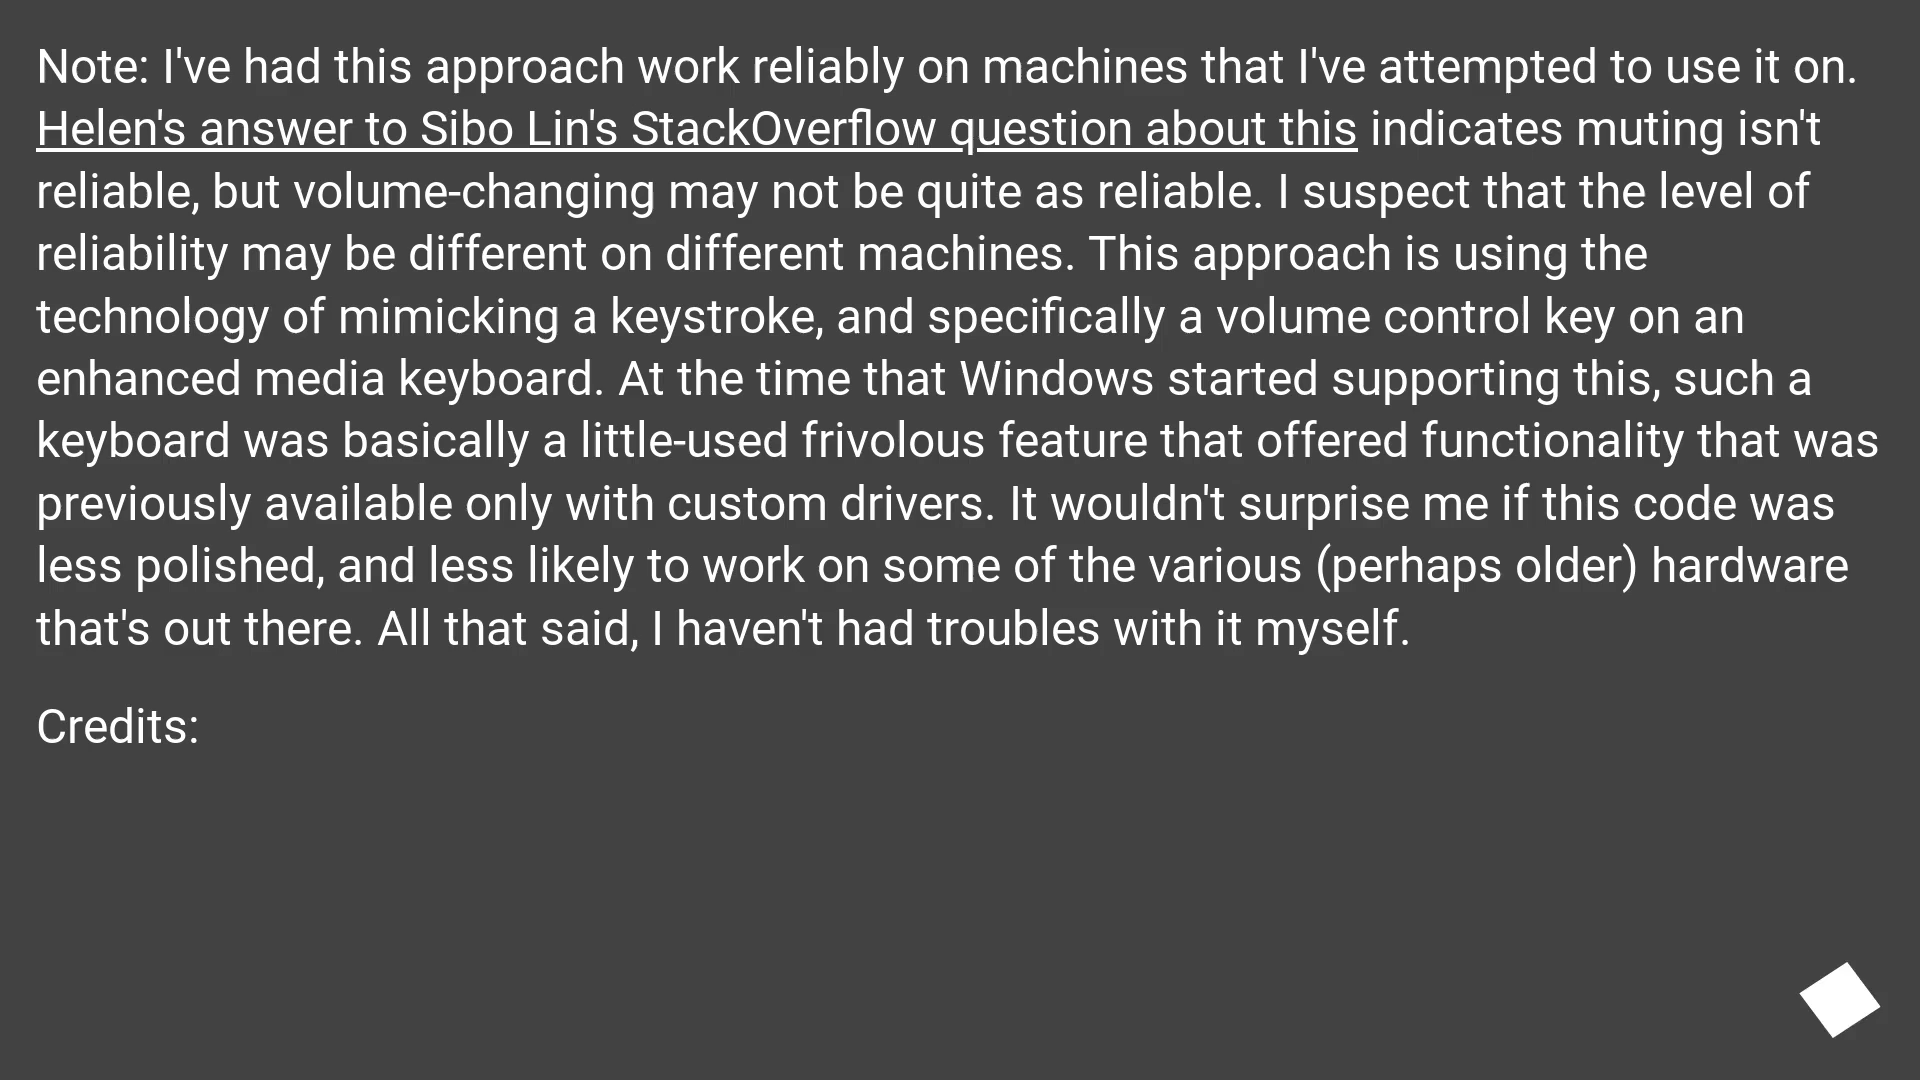 Note: I've had this approach work reliably on machines that I've attempted to use it on.
Helen's answer to Sibo Lin's StackOverflow question about this indicates muting isn't
reliable, but volume-changing may not be quite as reliable. I suspect that the level of
reliability may be different on different machines. This approach is using the
technology of mimicking a keystroke, and specifically a volume control key on an
enhanced media keyboard. At the time that Windows started supporting this, such a
keyboard was basically a little-used frivolous feature that offered functionality that was
previously available only with custom drivers. It wouldn't surprise me if this code was
less polished, and less likely to work on some of the various (perhaps older) hardware
that's out there. All that said, I haven't had troubles with it myself.
Credits: